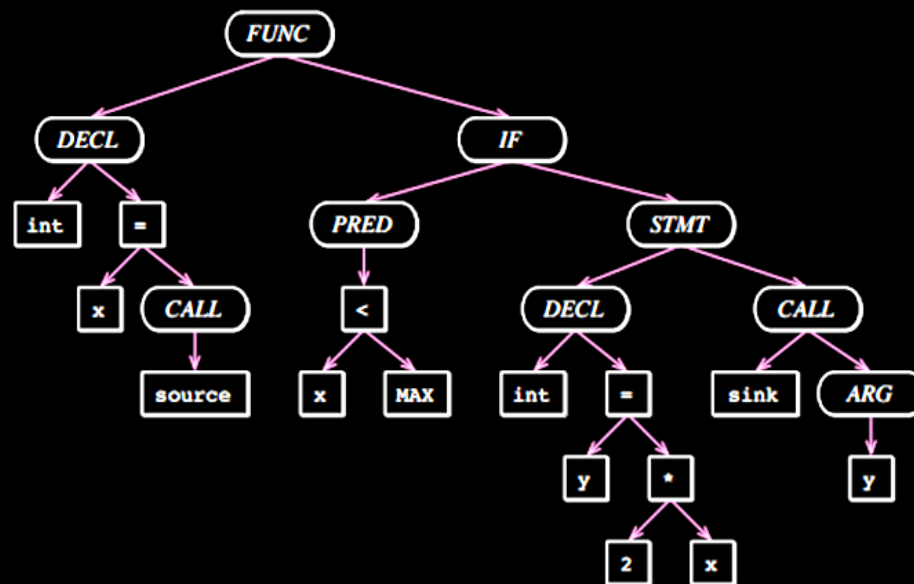 FUNC
DECL IF
int = PRED STMT
x CALL < DECL CALL
source x MAX int = sink ARG
y * y
2 x